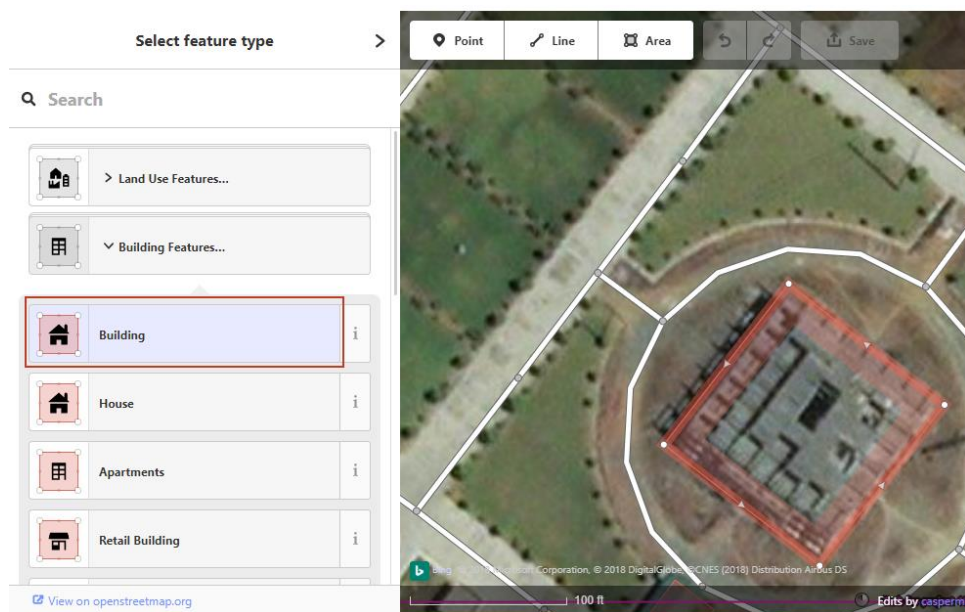 Select feature type
Point
Line
Area
Save
Search
Land Use Features...
Building Features...
Building
i
House
i
Apartments
i
Retail Building
i
Corporation, © 2018 DigitalGlobe, ©CNES (2018) Distribution Airbus DS
View on openstreetmap.org
100 ft
Edits by casperm